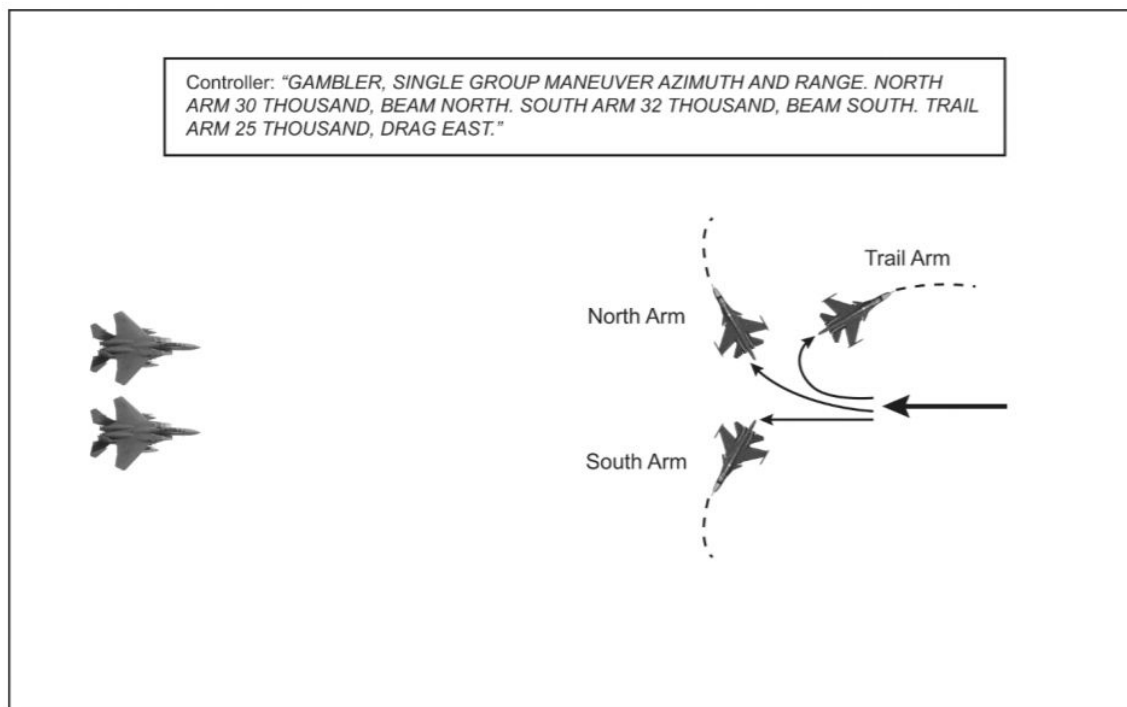 Controller: “GAMBLER, SINGLE GROUP MANEUVER AZIMUTH AND RANGE. NORTH
ARM 30 THOUSAND, BEAM NORTH. SOUTH ARM 32 THOUSAND, BEAM SOUTH. TRAIL
ARM 25 THOUSAND, DRAG EAST.”
Trail Arm
North Arm
South Arm